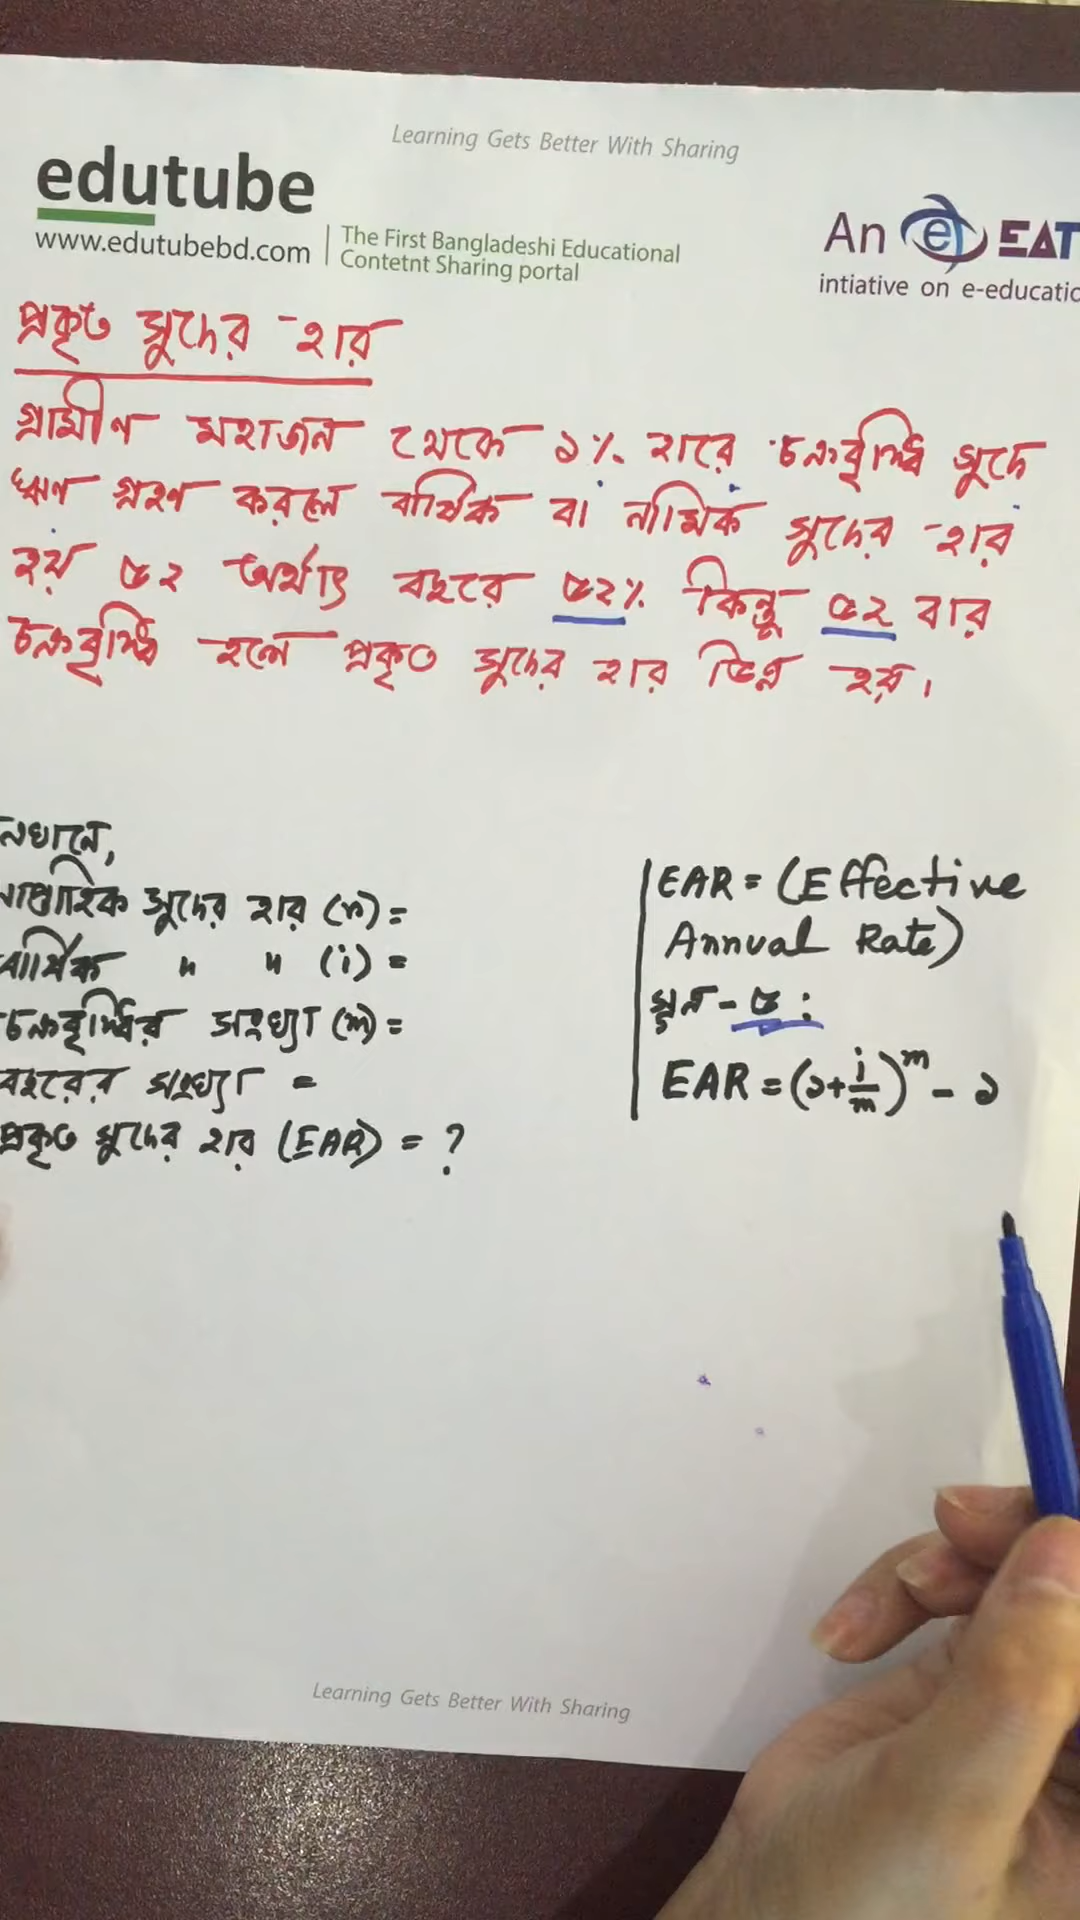 Learning Gets Better With Sharing
edutube
www.edutubebd.com
The First Bangladeshi Educational
Contetnt Sharing portal
An e EAT
intiative on e-educatio
প্রকৃত সুদের হার
গ্রামীণ মহাজন থেকে ১% হারে চক্রবৃদ্ধি সুদে
ঋণ গ্রহণ করলে বার্ষিক বা নামিক সুদের হার
হয় ৫২ অর্থাৎ বছরে ৫২% কিন্তু ৫২ বার
চক্রবৃদ্ধি হলে প্রকৃত সুদের হার ভিন্ন হয়।
এখানে,
সাপ্তাহিক সুদের হার (n) =
বার্ষিক " " (i) =
চক্রবৃদ্ধির সংখ্যা (m) =
বছরের সংখ্যা =
প্রকৃত সুদের হার (EAR) = ?
EAR = (Effective
Annual Rate)
সূত্র - ৫ :
EAR = (১+i/m)^m - ১
Learning Gets Better With Sharing